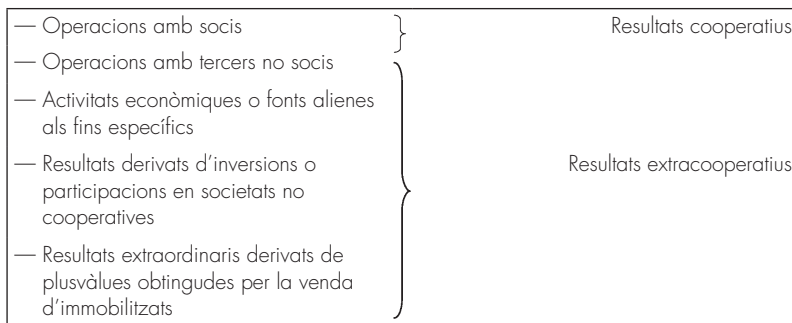 — Operacions amb socis
Resultats cooperatius
— Operacions amb tercers no socis
— Activitats econòmiques o fonts alienes
als fins específics
— Resultats derivats d’inversions o
participacions en societats no
cooperatives
Resultats extracooperatius
— Resultats extraordinaris derivats de
plusvàlues obtingudes per la venda
d’immobilitzats